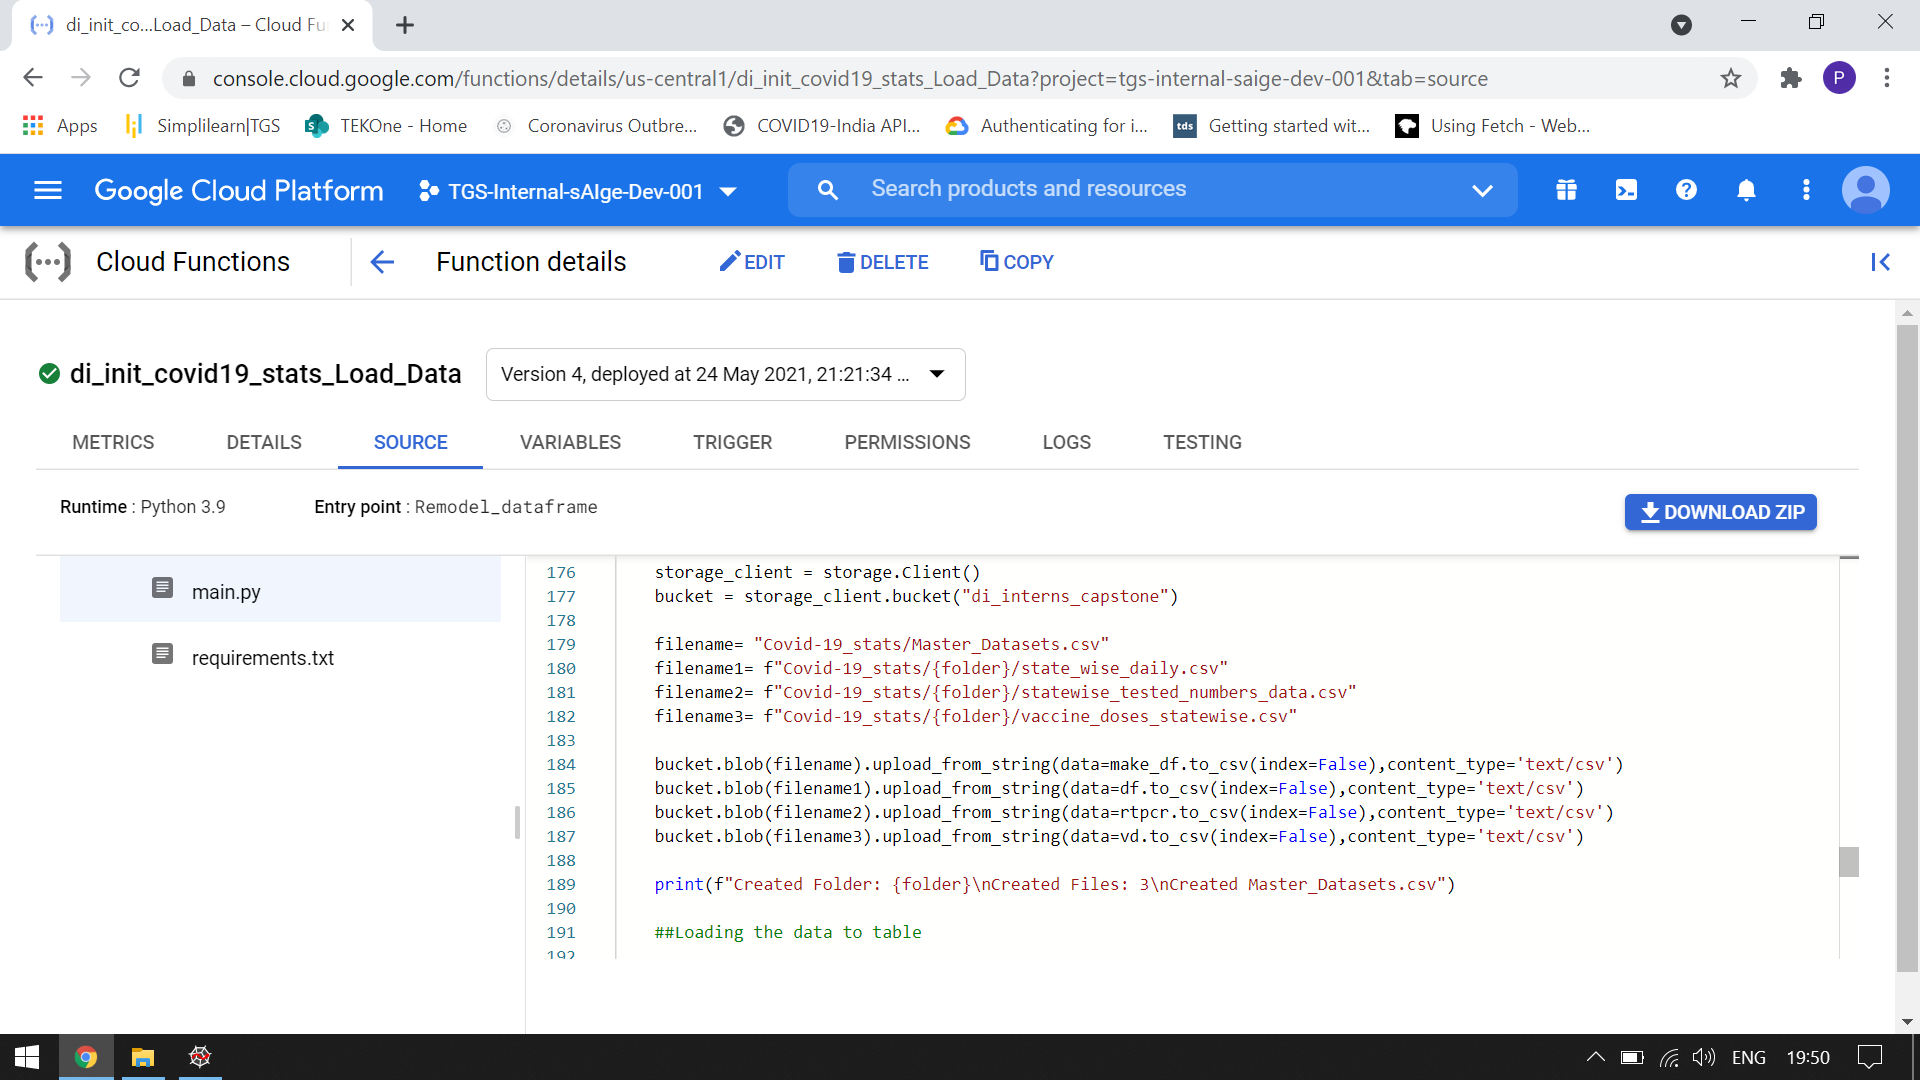 di_init_co...Load_Data – Cloud Fu
console.cloud.google.com/functions/details/us-central1/di_init_covid19_stats_Load_Data?project=tgs-internal-saige-dev-001&tab=source
P
Apps
Simplilearn|TGS
TEKOne - Home
Coronavirus Outbre...
COVID19-India API...
Authenticating for i...
tds
Getting started wit...
Using Fetch - Web...
Google Cloud Platform
TGS-Internal-sAIge-Dev-001
Search products and resources
Cloud Functions
Function details
EDIT
DELETE
COPY
di_init_covid19_stats_Load_Data
Version 4, deployed at 24 May 2021, 21:21:34 ...
METRICS
DETAILS
SOURCE
VARIABLES
TRIGGER
PERMISSIONS
LOGS
TESTING
Runtime : Python 3.9
Entry point : Remodel_dataframe
DOWNLOAD ZIP
main.py
requirements.txt
176 storage_client = storage.Client()
177 bucket = storage_client.bucket("di_interns_capstone")
178
179 filename= "Covid-19_stats/Master_Datasets.csv"
180 filename1= f"Covid-19_stats/{folder}/state_wise_daily.csv"
181 filename2= f"Covid-19_stats/{folder}/statewise_tested_numbers_data.csv"
182 filename3= f"Covid-19_stats/{folder}/vaccine_doses_statewise.csv"
183
184 bucket.blob(filename).upload_from_string(data=make_df.to_csv(index=False),content_type='text/csv')
185 bucket.blob(filename1).upload_from_string(data=df.to_csv(index=False),content_type='text/csv')
186 bucket.blob(filename2).upload_from_string(data=rtpcr.to_csv(index=False),content_type='text/csv')
187 bucket.blob(filename3).upload_from_string(data=vd.to_csv(index=False),content_type='text/csv')
188
189 print(f"Created Folder: {folder}\nCreated Files: 3\nCreated Master_Datasets.csv")
190
191 ##Loading the data to table
192
ENG
19:50